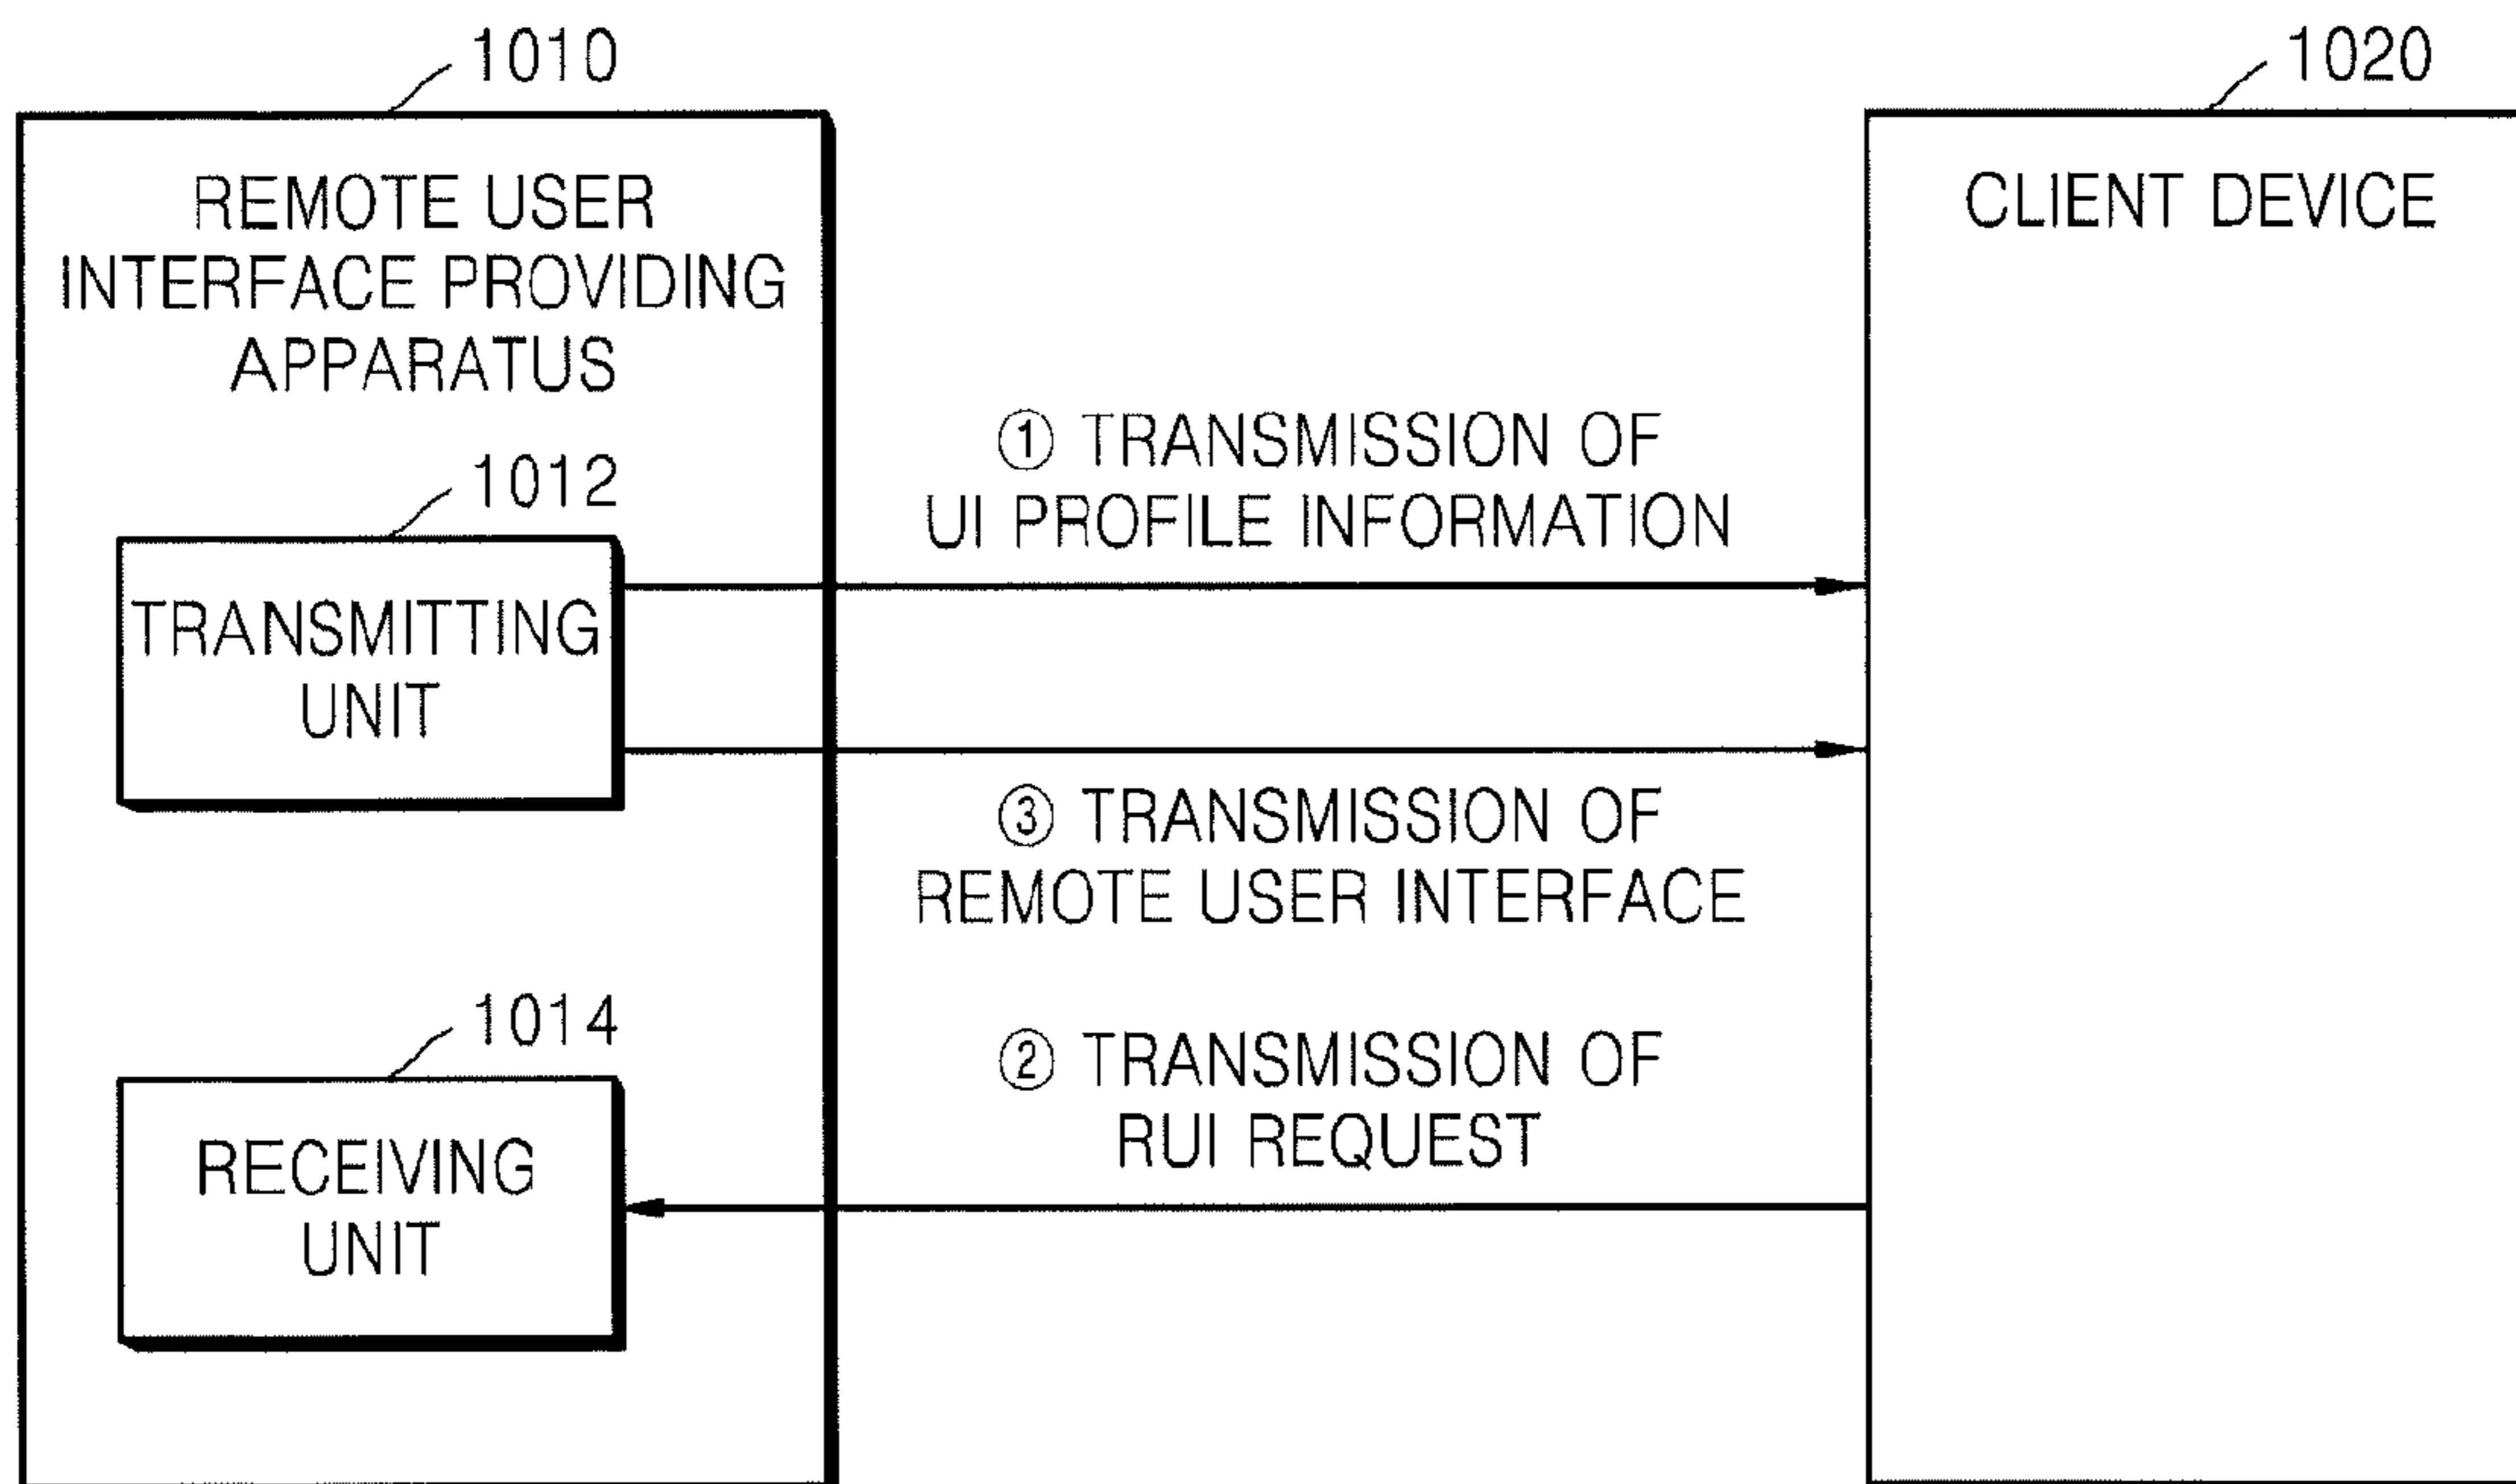 1010
1020
REMOTE USER
INTERFACE PROVIDING
APPARATUS
CLIENT DEVICE
① TRANSMISSION OF
UI PROFILE INFORMATION
1012
TRANSMITTING
UNIT
③ TRANSMISSION OF
REMOTE USER INTERFACE
1014
② TRANSMISSION OF
RUI REQUEST
RECEIVING
UNIT